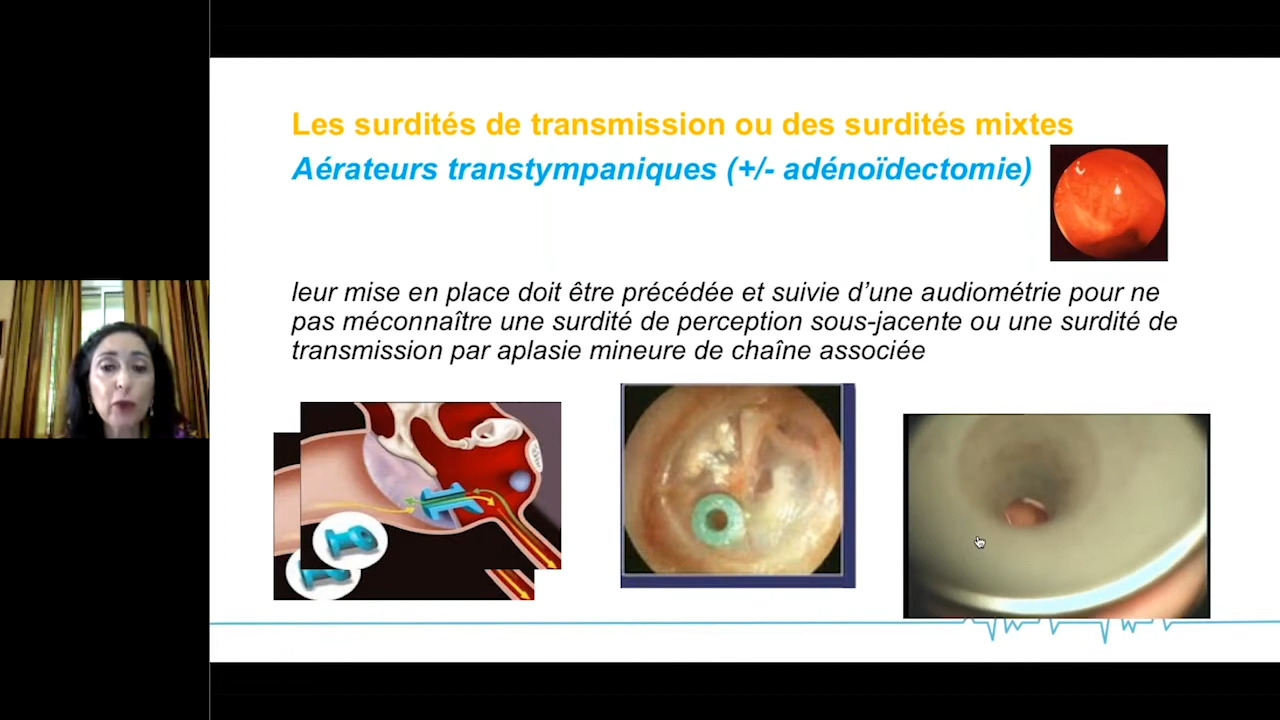 Les surdités de transmission ou des surdités mixtes
Aérateurs transtympaniques (+/- adénoïdectomie)
leur mise en place doit être précédée et suivie d’une audiométrie pour ne
pas méconnaître une surdité de perception sous-jacente ou une surdité de
transmission par aplasie mineure de chaîne associée